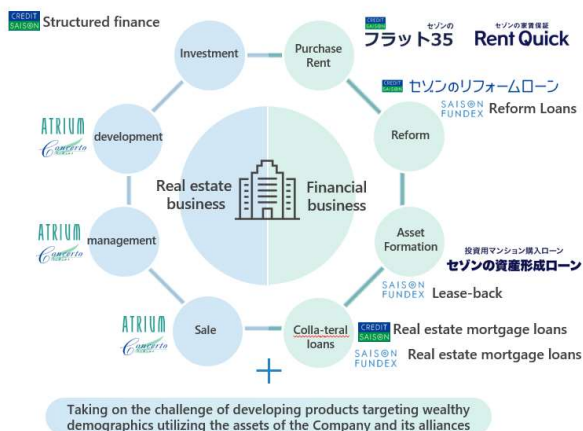 CREDIT
SAISON
Structured finance
Investment
Purchase
Rent
セゾンの
フラット35
セゾンの家賃保証
Rent Quick
CREDIT
SAISON
セゾンのリフォームローン
SAISON
FUNDEX
Reform Loans
ATRIUM
Concerto
development
Reform
Real estate
business
Financial
business
ATRIUM
Concerto
management
Asset
Formation
投資用マンション購入ローン
セゾンの資産形成ローン
SAISON
FUNDEX
Lease-back
ATRIUM
Concerto
Sale
Colla-teral
loans
CREDIT
SAISON
Real estate mortgage loans
SAISON
FUNDEX
Real estate mortgage loans
+
Taking on the challenge of developing products targeting wealthy
demographics utilizing the assets of the Company and its alliances